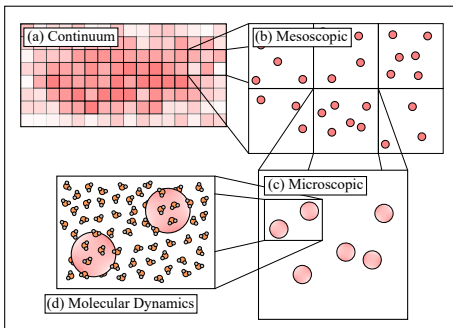 (a) Continuum
(b) Mesoscopic
(c) Microscopic
(d) Molecular Dynamics